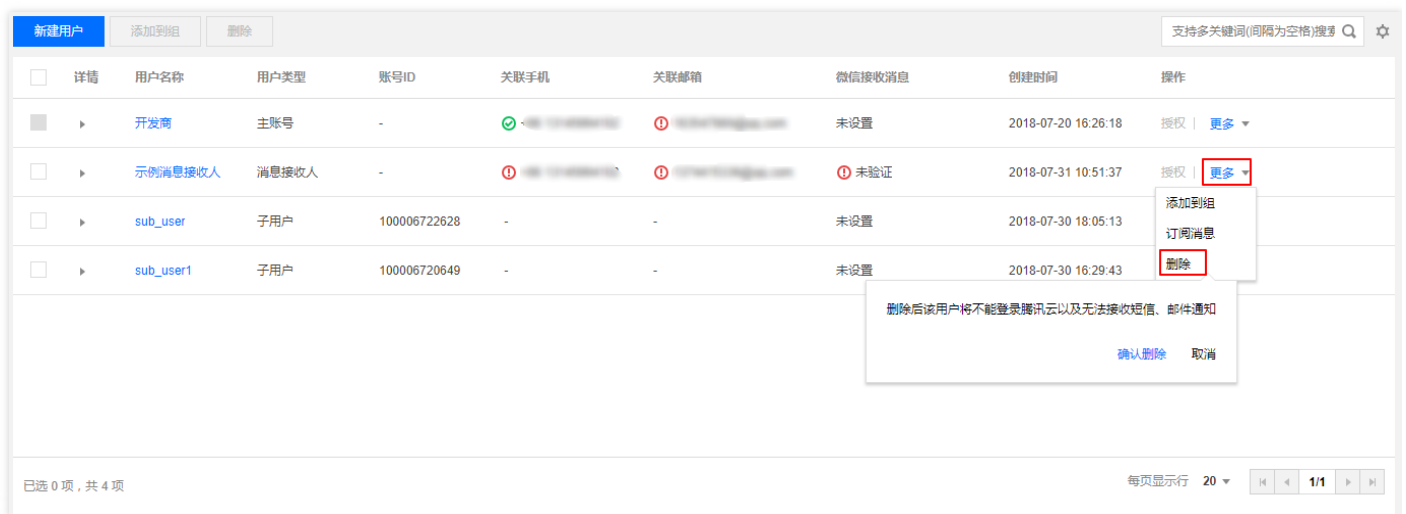 新建用户 添加到组 删除 支持多关键词(间隔为空格)搜索
详情 用户名称 用户类型 账号ID 关联手机 关联邮箱 微信接收消息 创建时间 操作
开发商 主账号 - 未设置 2018-07-20 16:26:18 授权 | 更多
示例消息接收人 消息接收人 - 未验证 2018-07-31 10:51:37 授权 | 更多
添加到组
sub_user 子用户 100006722628 - - 未设置 2018-07-30 18:05:13
订阅消息
删除
sub_user1 子用户 100006720649 - - 未设置 2018-07-30 16:29:43
删除后该用户将不能登录腾讯云以及无法接收短信、邮件通知
确认删除 取消
已选 0 项，共 4 项 每页显示行 20 1/1